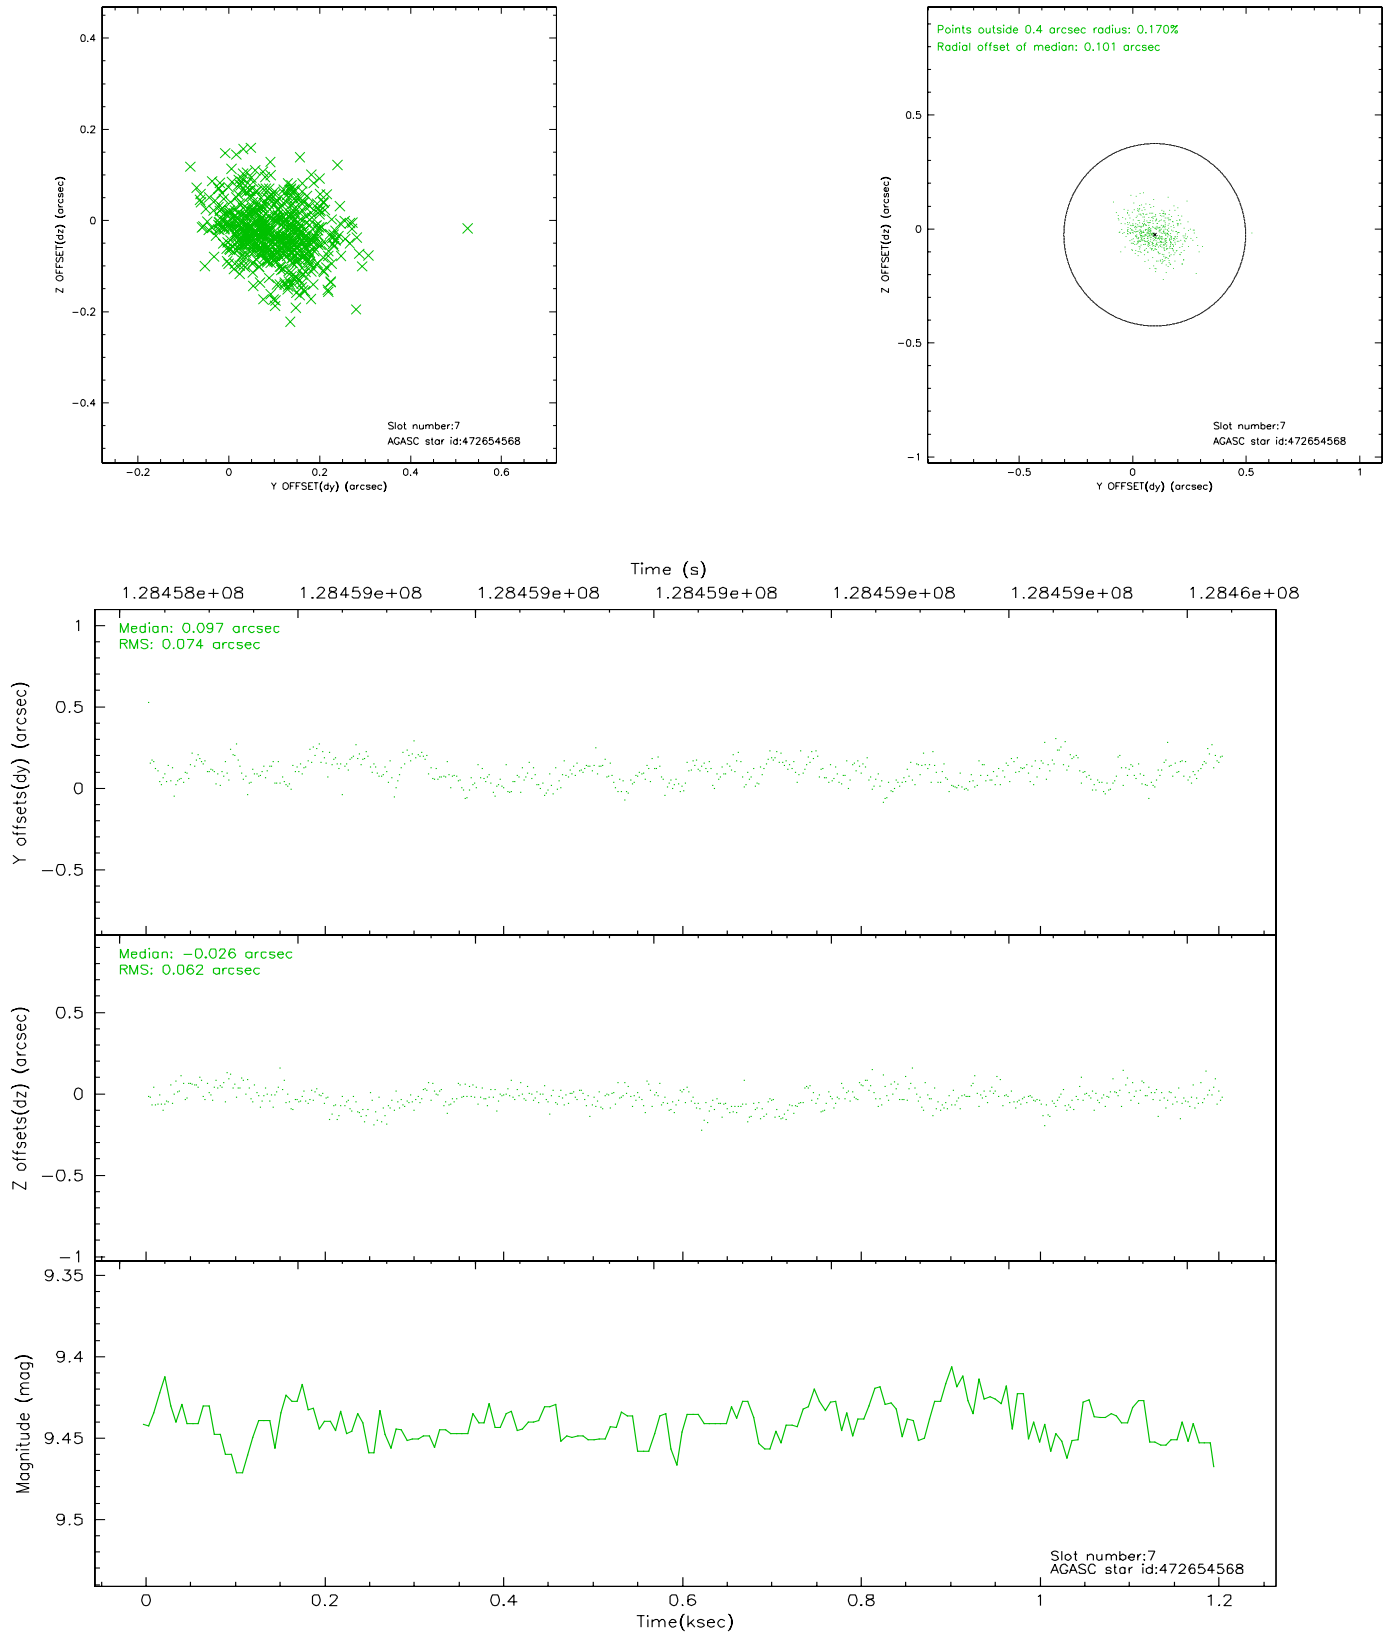 0.4
0.2
0
−0.2
−0.4
Z OFFSET(dz) (arcsec)
Slot number:7
AGASC star id:472654568
−0.2 0 0.2 0.4 0.6
Y OFFSET(dy) (arcsec)
Points outside 0.4 arcsec radius: 0.170%
Radial offset of median: 0.101 arcsec
0.5
0
−0.5
−1
Z OFFSET(dz) (arcsec)
Slot number:7
AGASC star id:472654568
−0.5 0 0.5 1
Y OFFSET(dy) (arcsec)
Time (s)
1.28458e+08 1.28459e+08 1.28459e+08 1.28459e+08 1.28459e+08 1.28459e+08 1.2846e+08
Median: 0.097 arcsec
RMS: 0.074 arcsec
1
0.5
0
−0.5
Y offsets(dy) (arcsec)
Median: −0.026 arcsec
RMS: 0.062 arcsec
0.5
0
−0.5
−1
Z offsets(dz) (arcsec)
9.35
9.4
9.45
9.5
Magnitude (mag)
Slot number:7
AGASC star id:472654568
0 0.2 0.4 0.6 0.8 1 1.2
Time(ksec)